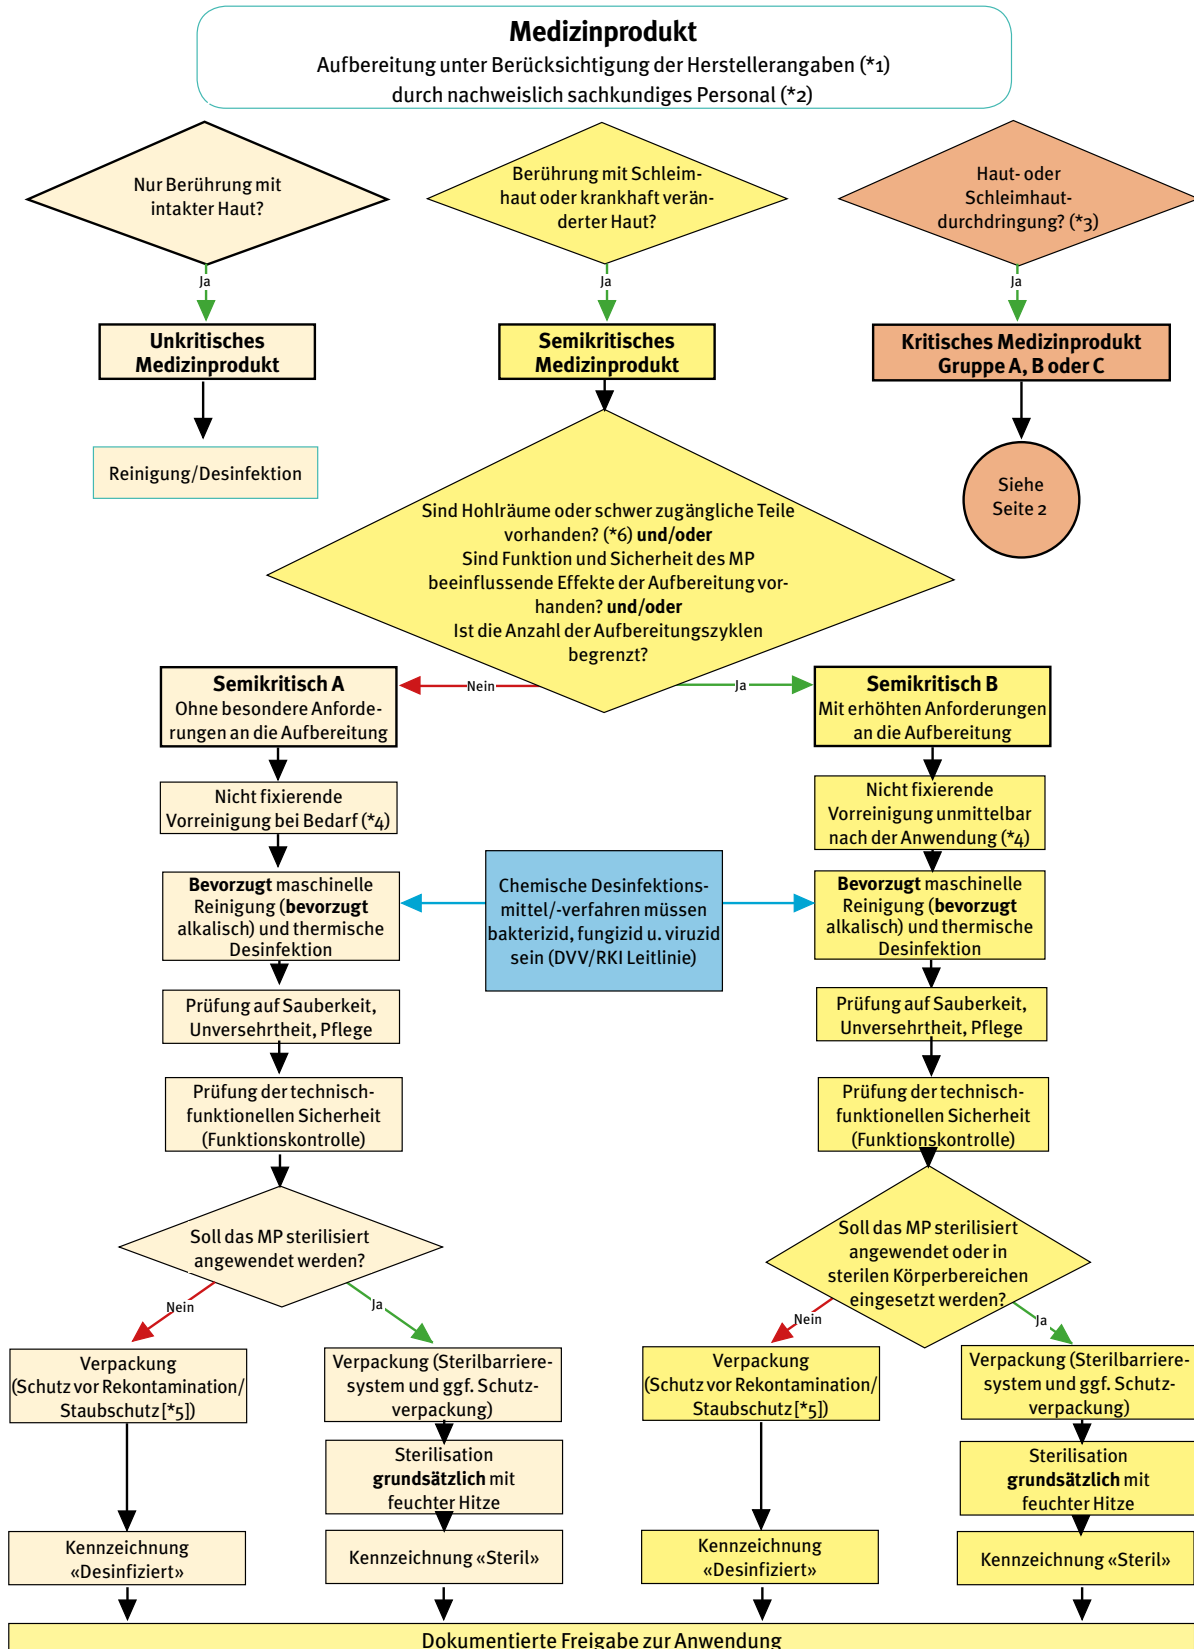 Medizinprodukt
Aufbereitung unter Berücksichtigung der Herstellerangaben (*1)
durch nachweislich sachkundiges Personal (*2)
Nur Berührung mit
intakter Haut?
Berührung mit Schleim-
haut oder krankhaft verän-
derter Haut?
Haut- oder
Schleimhaut-
durchdringung? (*3)
Ja
Ja
Ja
Unkritisches
Medizinprodukt
Semikritisches
Medizinprodukt
Kritisches Medizinprodukt
Gruppe A, B oder C
Reinigung/Desinfektion
Siehe
Seite 2
Sind Hohlräume oder schwer zugängliche Teile
vorhanden? (*6) und/oder
Sind Funktion und Sicherheit des MP
beeinflussende Effekte der Aufbereitung vor-
handen? und/oder
Ist die Anzahl der Aufbereitungszyklen
begrenzt?
Nein
Ja
Semikritisch A
Ohne besondere Anforde-
rungen an die Aufbereitung
Semikritisch B
Mit erhöhten Anforderungen
an die Aufbereitung
Nicht fixierende
Vorreinigung bei Bedarf (*4)
Nicht fixierende
Vorreinigung unmittelbar
nach der Anwendung (*4)
Bevorzugt maschinelle
Reinigung (bevorzugt
alkalisch) und thermische
Desinfektion
Chemische Desinfektions-
mittel/-verfahren müssen
bakterizid, fungizid u. viruzid
sein (DVV/RKI Leitlinie)
Bevorzugt maschinelle
Reinigung (bevorzugt
alkalisch) und thermische
Desinfektion
Prüfung auf Sauberkeit,
Unversehrtheit, Pflege
Prüfung auf Sauberkeit,
Unversehrtheit, Pflege
Prüfung der technisch-
funktionellen Sicherheit
(Funktionskontrolle)
Prüfung der technisch-
funktionellen Sicherheit
(Funktionskontrolle)
Soll das MP sterilisiert
angewendet werden?
Soll das MP sterilisiert
angewendet oder in
sterilen Körperbereichen
eingesetzt werden?
Nein
Ja
Nein
Ja
Verpackung
(Schutz vor Rekontamination/
Staubschutz[*5])
Verpackung (Sterilbarriere-
system und ggf. Schutz-
verpackung)
Verpackung
(Schutz vor Rekontamination/
Staubschutz[*5])
Verpackung (Sterilbarriere-
system und ggf. Schutz-
verpackung)
Sterilisation
grundsätzlich mit
feuchter Hitze
Sterilisation
grundsätzlich mit
feuchter Hitze
Kennzeichnung
«Desinfiziert»
Kennzeichnung «Steril»
Kennzeichnung
«Desinfiziert»
Kennzeichnung «Steril»
Dokumentierte Freigabe zur Anwendung